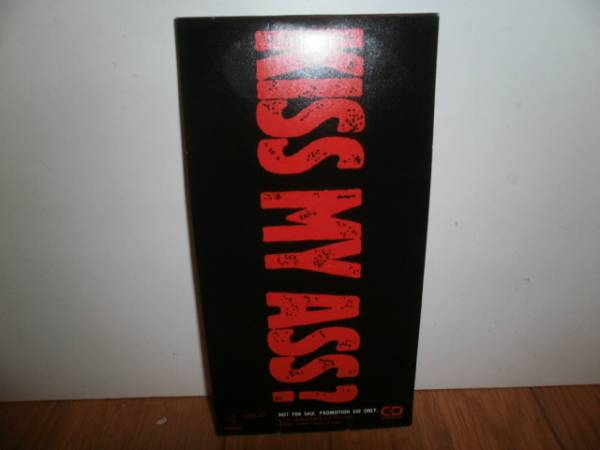 KISS MY ASS?
NOT FOR SALE, PROMOTION USE ONLY.